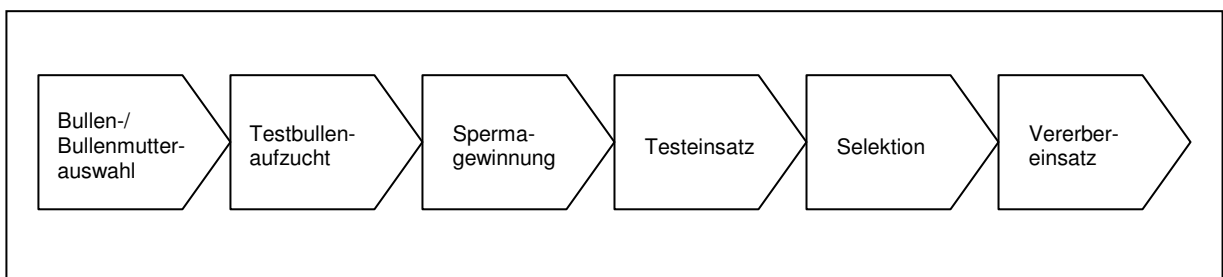 Bullen-/
Bullenmutter-
auswahl
Testbullen-
aufzucht
Sperma-
gewinnung
Testeinsatz
Selektion
Vererber-
einsatz